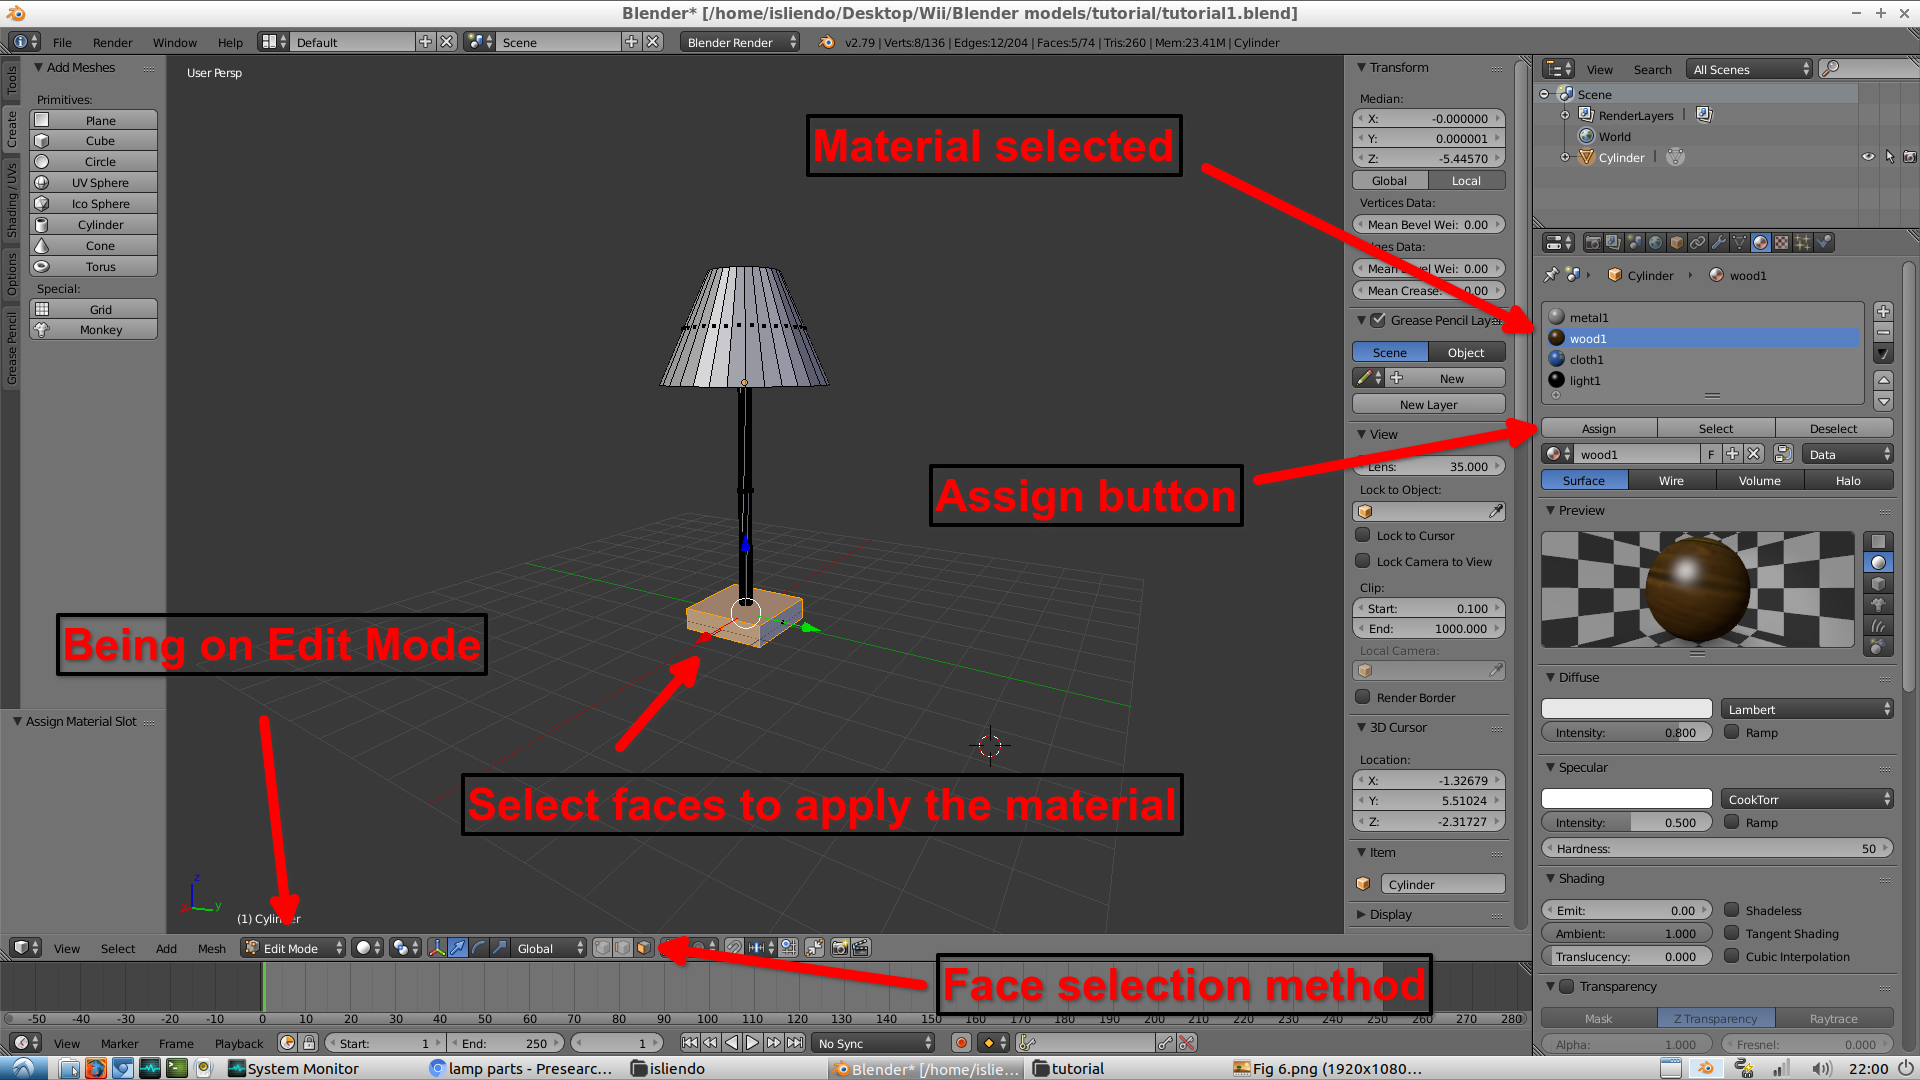 Blender* [/home/isliendo/Desktop/Wii/Blender models/tutorial/tutorial1.blend]
File Render Window Help Default Scene Blender Render v2.79 | Verts:8/136 | Edges:12/204 | Faces:5/74 | Tris:260 | Mem:23.41M | Cylinder
Tools
Create
Shading / UVs
Options
Grease Pencil
Add Meshes
Primitives:
Plane
Cube
Circle
UV Sphere
Ico Sphere
Cylinder
Cone
Torus
Special:
Grid
Monkey
Assign Material Slot
User Persp
Material selected
Assign button
Being on Edit Mode
Select faces to apply the material
Face selection method
z
y
(1) Cylinder
Transform
Median:
X: -0.000000
Y: 0.000001
Z: -5.44570
Global Local
Vertices Data:
Mean Bevel Wei: 0.00
Edges Data:
Mean Bevel Wei: 0.00
Mean Crease: 0.00
Grease Pencil Laye
Scene Object
New
New Layer
View
Lens: 35.000
Lock to Object:
Lock to Cursor
Lock Camera to View
Clip:
Start: 0.100
End: 1000.000
Local Camera:
Render Border
3D Cursor
Location:
X: -1.32679
Y: 5.51024
Z: -2.31727
Item
Cylinder
Display
View Search All Scenes
Scene
RenderLayers |
World
Cylinder |
Cylinder wood1
metal1
wood1
cloth1
light1
Assign Select Deselect
wood1 F Data
Surface Wire Volume Halo
Preview
Diffuse
Lambert
Intensity: 0.800 Ramp
Specular
CookTorr
Intensity: 0.500 Ramp
Hardness: 50
Shading
Emit: 0.00 Shadeless
Ambient: 1.000 Tangent Shading
Translucency: 0.000 Cubic Interpolation
Transparency
Mask Z Transparency Raytrace
Alpha: 1.000 Fresnel: 0.000
View Select Add Mesh Edit Mode Global
-50 -40 -30 -20 -10 0 10 20 30 40 50 60 70 80 90 100 110 120 130 140 150 160 170 180 190 200 210 220 230 240 250 260 270 280
View Marker Frame Playback Start: 1 End: 250 1 No Sync
System Monitor lamp parts - Presearc... isliendo Blender* [/home/islie... tutorial Fig 6.png (1920x1080... 22:00